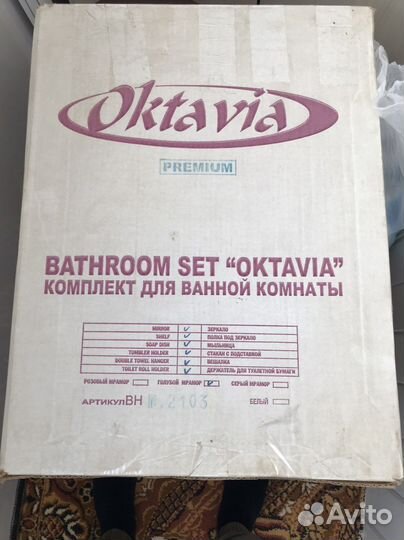 Oktavia
PREMIUM
BATHROOM SET "OKTAVIA"
КОМПЛЕКТ ДЛЯ ВАННОЙ КОМНАТЫ
MIRROR ✓ ЗЕРКАЛО
SHELF ✓ ПОЛКА ПОД ЗЕРКАЛО
SOAP DISH ✓ МЫЛЬНИЦА
TUMBLER HOLDER ✓ СТАКАН С ПОДСТАВКОЙ
DOUBLE TOWEL HANGER ✓ ВЕШАЛКА
TOILET ROLL HOLDER ✓ ДЕРЖАТЕЛЬ ДЛЯ ТУАЛЕТНОЙ БУМАГИ
РОЗОВЫЙ МРАМОР ГОЛУБОЙ МРАМОР ✓ СЕРЫЙ МРАМОР
АРТИКУЛ BH №.2103 БЕЛЫЙ
Avito